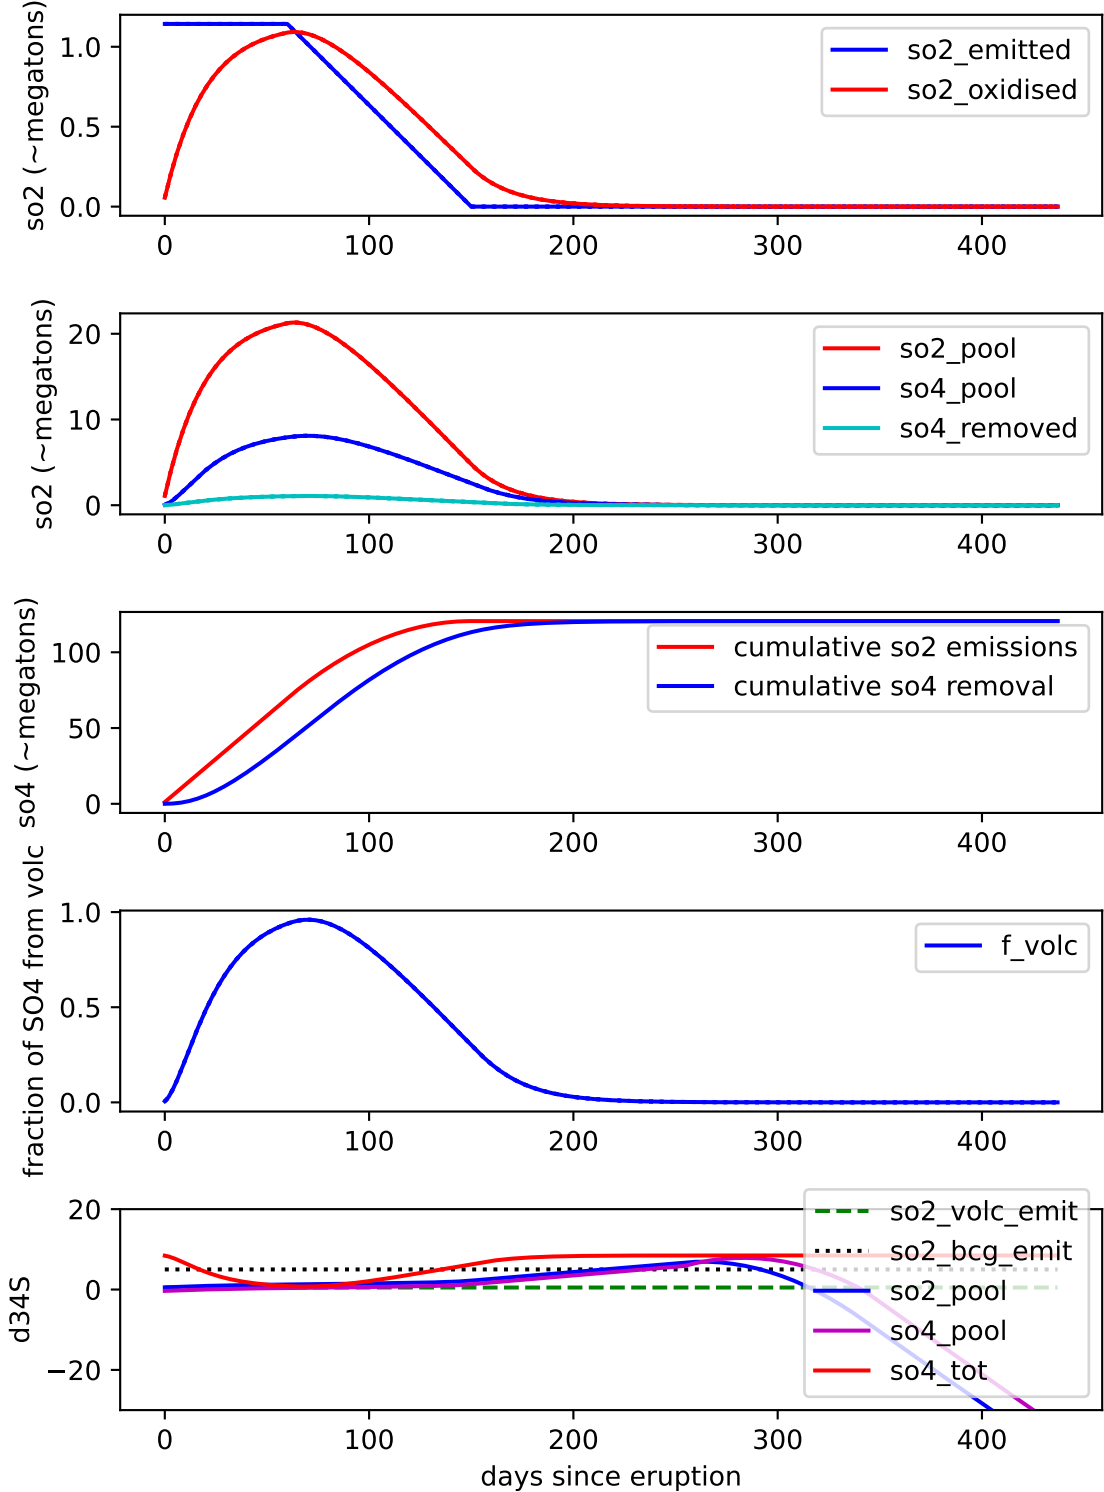 so2 (~megatons)
1.0
0.5
0.0
so2_emitted
so2_oxidised
0 100 200 300 400
so2 (~megatons)
20
10
0
so2_pool
so4_pool
so4_removed
0 100 200 300 400
so4 (~megatons)
100
50
0
cumulative so2 emissions
cumulative so4 removal
0 100 200 300 400
fraction of SO4 from volc
1.0
0.5
0.0
f_volc
0 100 200 300 400
d34S
20
0
−20
so2_volc_emit
so2_bcg_emit
so2_pool
so4_pool
so4_tot
0 100 200 300 400
days since eruption